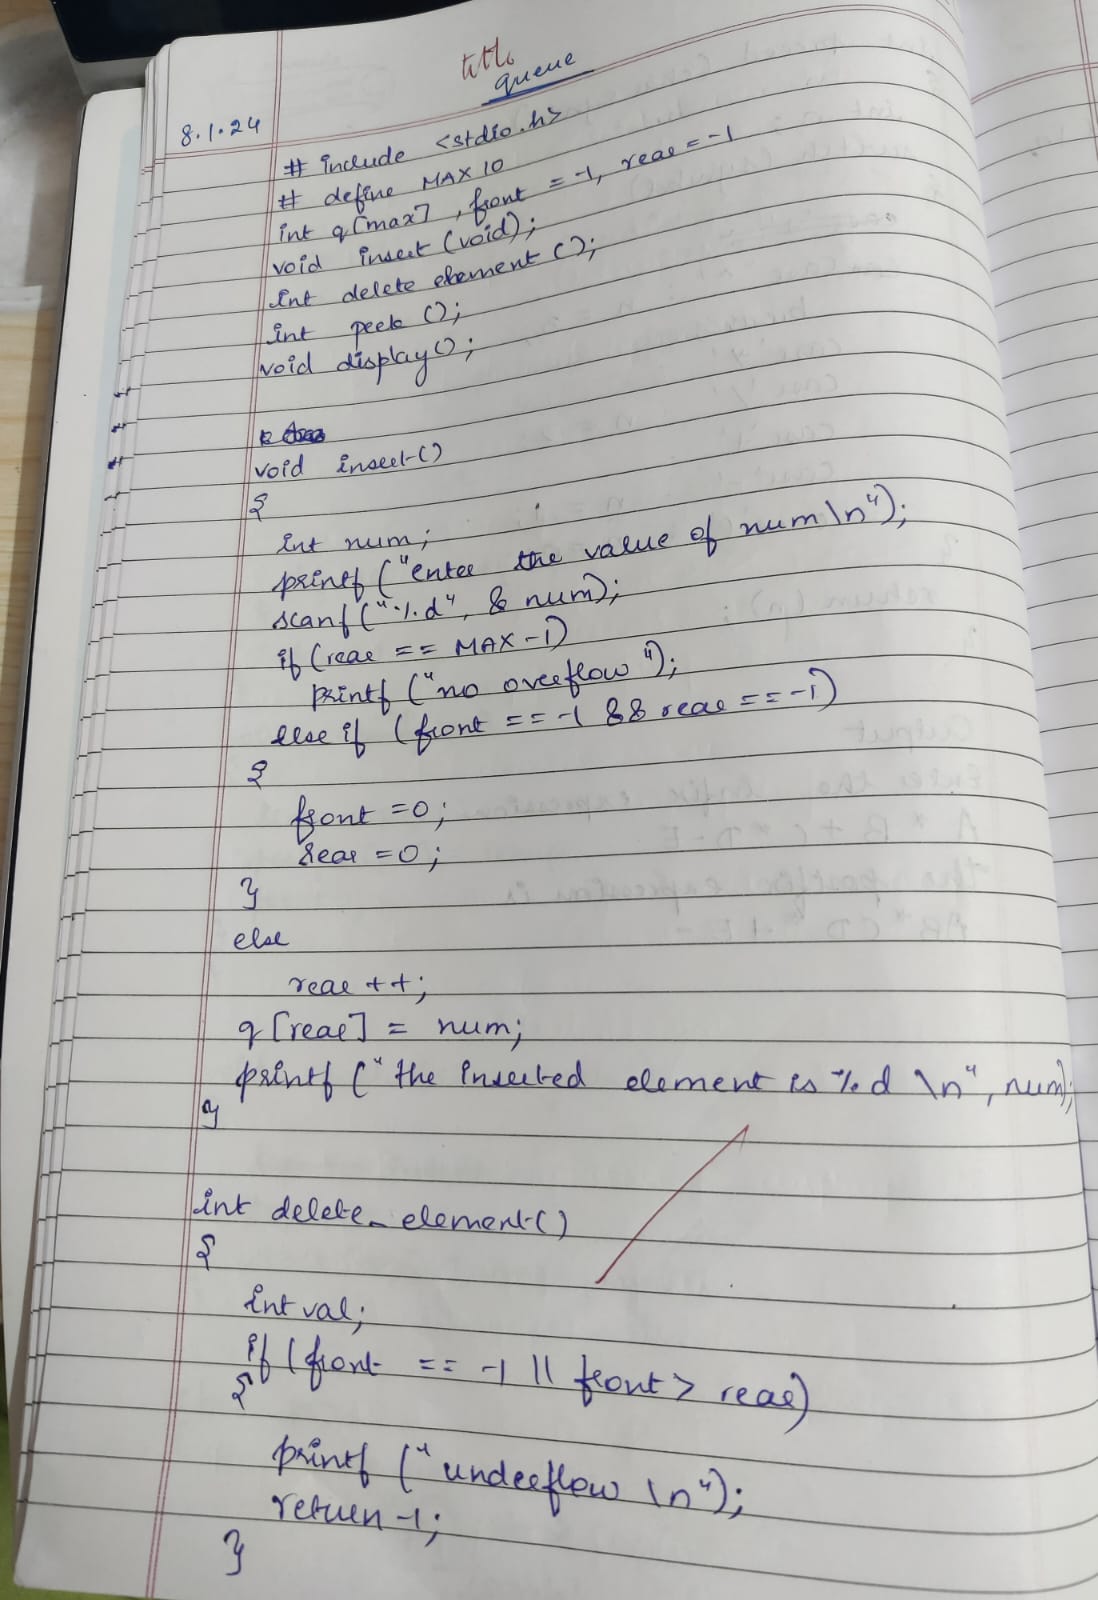 title
queue
8.1.24
# include <stdio.h>
# define MAX 10
int q[max], front = -1, rear = -1
void insert (void);
int delete element ();
int peek ();
void display();
void insert()
{
int num;
printf ("enter the value of num \n");
scanf ("%d", & num);
if (rear == MAX -1)
printf ("no overflow");
else if (front == -1 && rear == -1)
{
front =0;
rear =0;
}
else
rear ++;
q [rear] = num;
printf ("the inserted element is %d \n", num);
}
int delete_element()
{
int val;
if (front == -1 || front > rear)
{
printf ("underflow \n");
return -1;
}